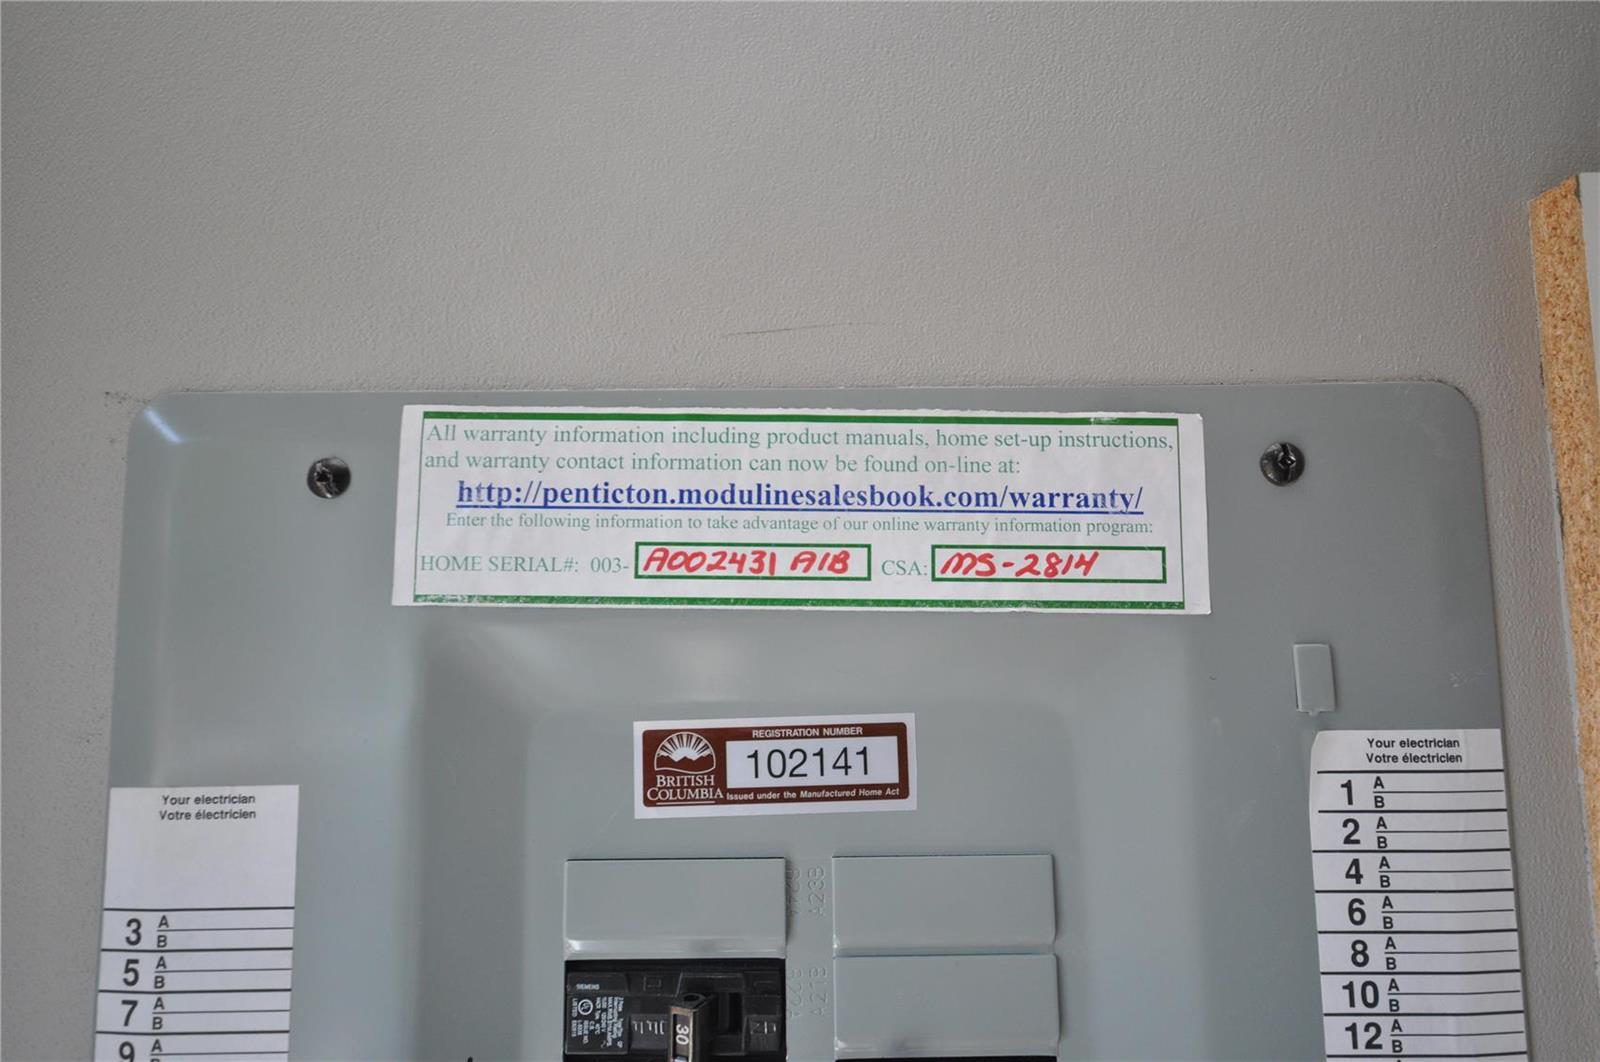 All warranty information including product manuals, home set-up instructions,
and warranty contact information can now be found on-line at:
http://penticton.modulinesalesbook.com/warranty/
Enter the following information to take advantage of our online warranty information program:
HOME SERIAL#: 003- A002431 A1B CSA: MS-2814
REGISTRATION NUMBER
102141
BRITISH
COLUMBIA
Issued under the Manufactured Home Act
Your electrician
Votre électricien
3 A
B
5 A
B
7 A
B
9 A
B
Your electrician
Votre électricien
1 A
B
2 A
B
4 A
B
6 A
B
8 A
B
10 A
B
12 A
B
A23B
A21B
SIEMENS
30